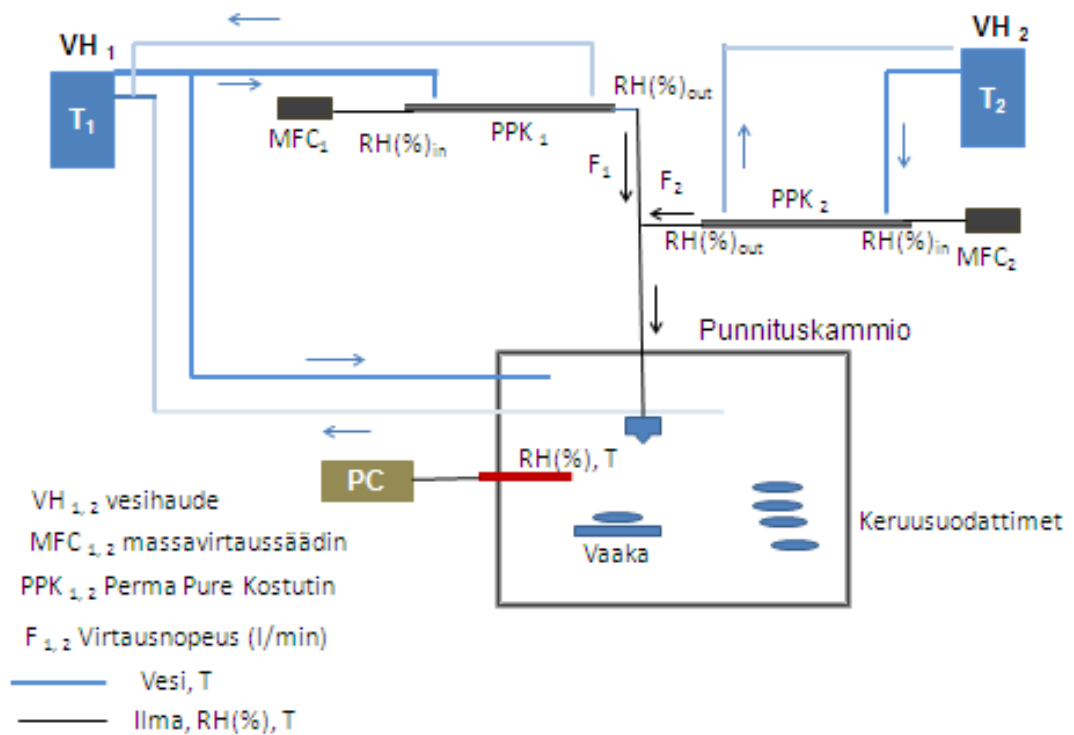 VH 1
VH 2
T1
T2
MFC1
RH(%)in
PPK 1
RH(%)out
F1
F2
PPK 2
RH(%)out
RH(%)in
MFC2
Punnituskammio
RH(%), T
PC
Vaaka
Keruusuodattimet
VH 1, 2 vesihaude
MFC 1, 2 massavirtaussäädin
PPK 1, 2 Perma Pure Kostutin
F 1, 2 Virtausnopeus (l/min)
Vesi, T
Ilma, RH(%), T